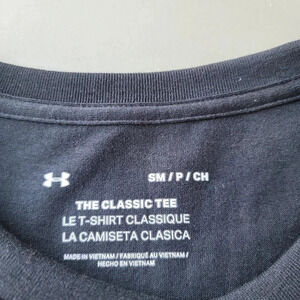 SM / P / CH
THE CLASSIC TEE
LE T-SHIRT CLASSIQUE
LA CAMISETA CLASICA
MADE IN VIETNAM / FABRIQUÉ AU VIETNAM /
HECHO EN VIETNAM